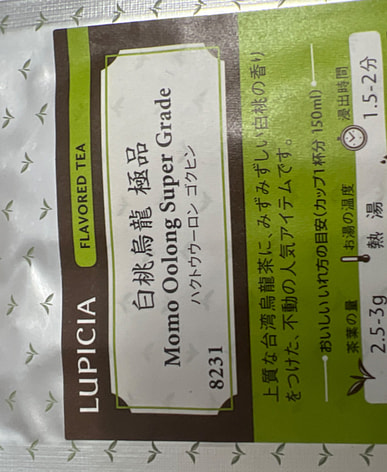 LUPICIA
FLAVORED TEA
白桃烏龍 極品
Momo Oolong Super Grade
ハクトウウーロン ゴクヒン
8231
上質な台湾烏龍茶に、みずみずしい白桃の香り
をつけた、不動の人気アイテムです。
おいしいいれ方の目安(カップ1杯分 150ml)
茶葉の量
お湯の温度
浸出時間
2.5-3g
熱湯
1.5-2分